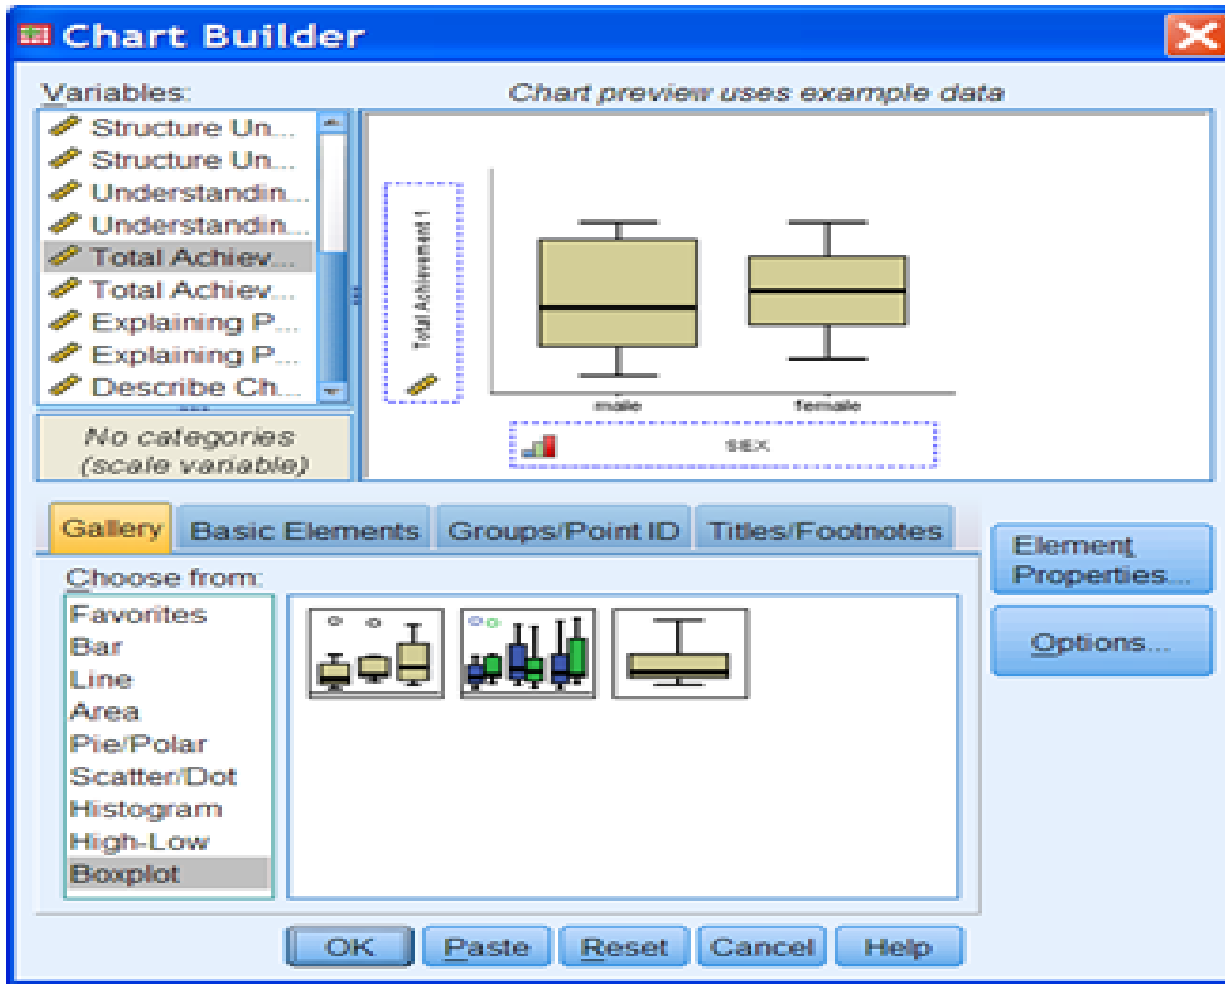 Chart Builder
Variables:
Chart preview uses example data
Structure Un...
Structure Un...
Understandin...
Understandin...
Total Achiev...
Total Achiev...
Explaining P...
Explaining P...
Describe Ch...
No categories
(scale variable)
Total Achievement 1
male
female
SEX
Gallery
Basic Elements
Groups/Point ID
Titles/Footnotes
Choose from:
Favorites
Bar
Line
Area
Pie/Polar
Scatter/Dot
Histogram
High-Low
Boxplot
Element
Properties...
Options...
OK
Paste
Reset
Cancel
Help